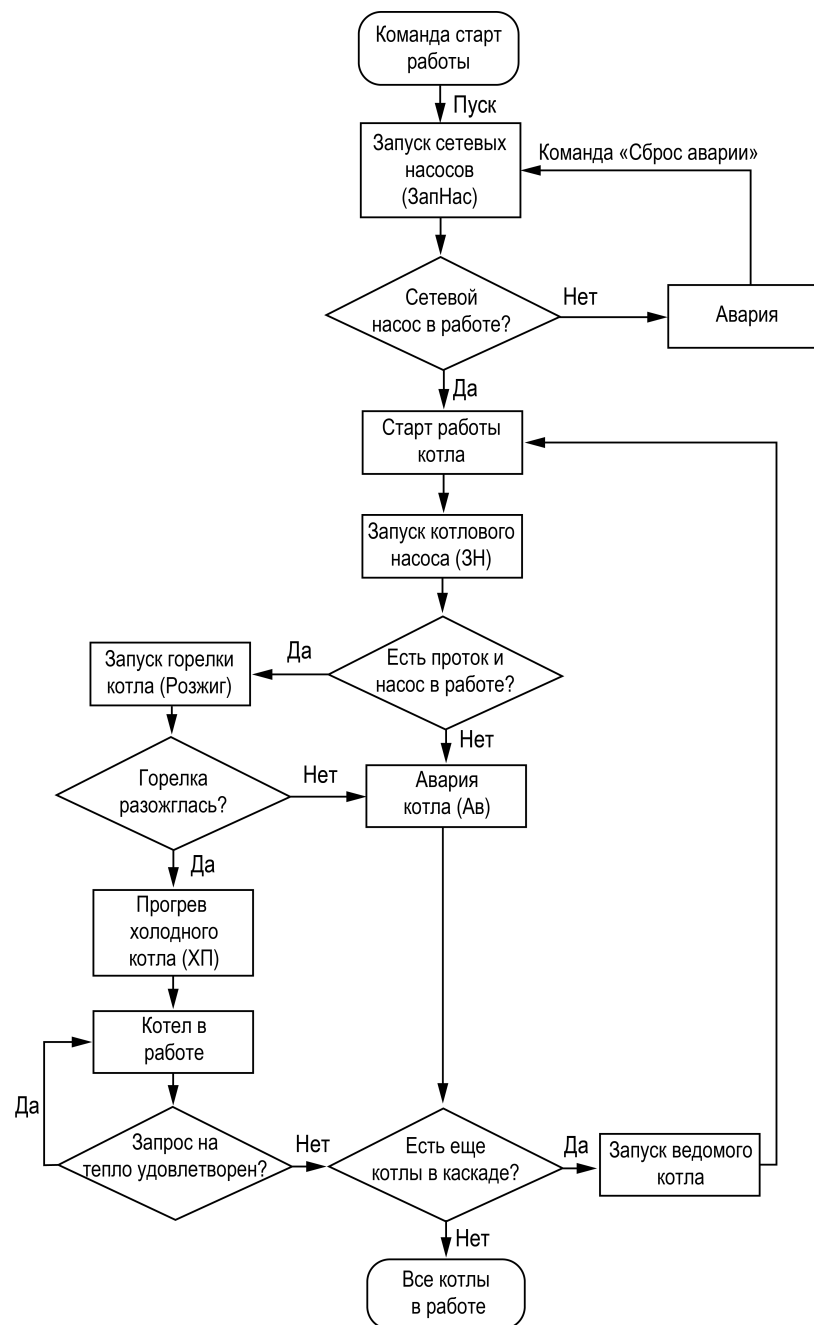 Команда старт
работы
Пуск
Запуск сетевых
насосов
(ЗапНас)
Команда «Сброс аварии»
Сетевой
насос в работе?
Нет
Авария
Да
Старт работы
котла
Запуск котлового
насоса (ЗН)
Есть проток и
насос в работе?
Да
Запуск горелки
котла (Розжиг)
Нет
Горелка
разожглась?
Нет
Авария
котла (Ав)
Да
Прогрев
холодного
котла (ХП)
Котел в
работе
Да
Запрос на
тепло удовлетворен?
Нет
Есть еще
котлы в каскаде?
Да
Запуск ведомого
котла
Нет
Все котлы
в работе